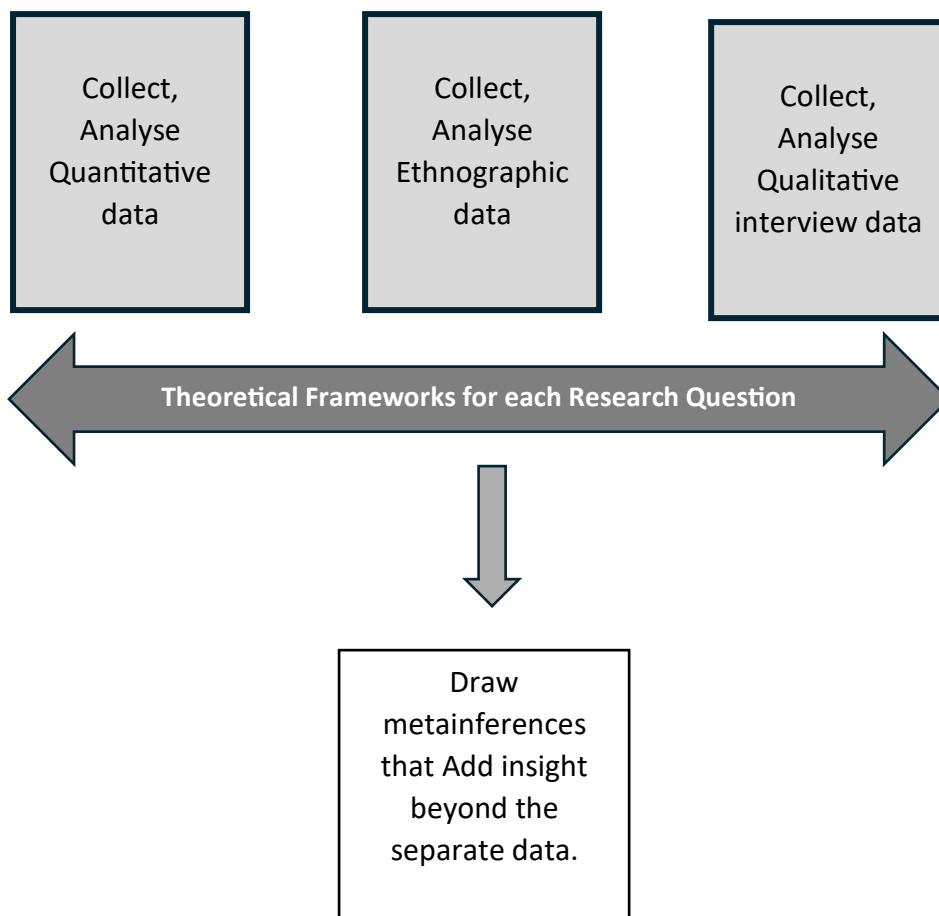 Collect,
Analyse
Quantitative
data
Collect,
Analyse
Ethnographic
data
Collect,
Analyse
Qualitative
interview data
Theoretical Frameworks for each Research Question
Draw
metainferences
that Add insight
beyond the
separate data.